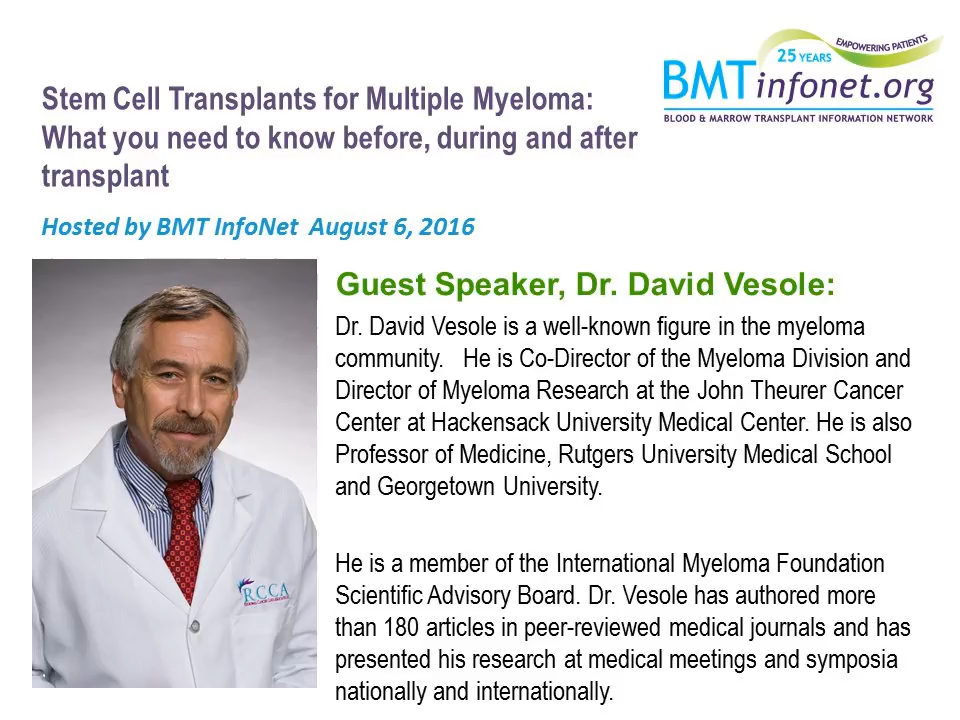 25 YEARS
EMPOWERING PATIENTS
BMTinfonet.org
BLOOD & MARROW TRANSPLANT INFORMATION NETWORK
Stem Cell Transplants for Multiple Myeloma:
What you need to know before, during and after
transplant
Hosted by BMT InfoNet August 6, 2016
Guest Speaker, Dr. David Vesole:
Dr. David Vesole is a well-known figure in the myeloma
community. He is Co-Director of the Myeloma Division and
Director of Myeloma Research at the John Theurer Cancer
Center at Hackensack University Medical Center. He is also
Professor of Medicine, Rutgers University Medical School
and Georgetown University.
He is a member of the International Myeloma Foundation
Scientific Advisory Board. Dr. Vesole has authored more
than 180 articles in peer-reviewed medical journals and has
presented his research at medical meetings and symposia
nationally and internationally.
RCCA